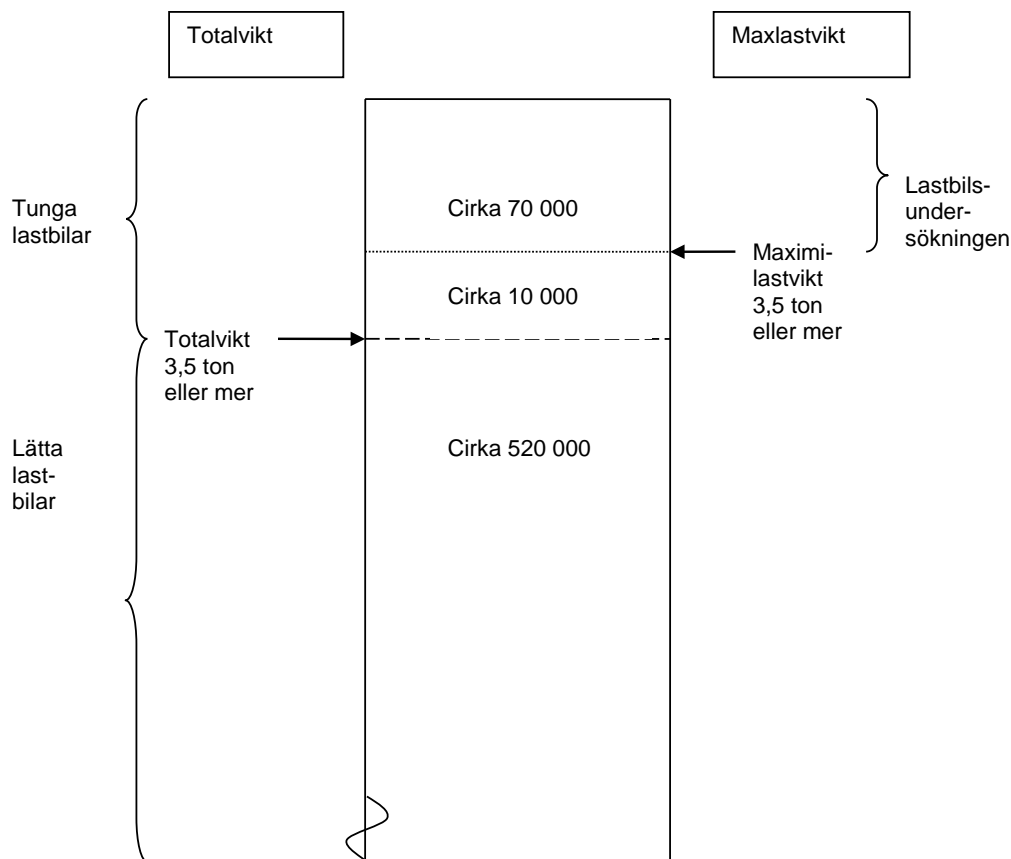 Totalvikt
Maxlastvikt
Tunga
lastbilar
Cirka 70 000
Lastbils-
under-
sökningen
Maximi-
lastvikt
3,5 ton
eller mer
Cirka 10 000
Totalvikt
3,5 ton
eller mer
Lätta
last-
bilar
Cirka 520 000